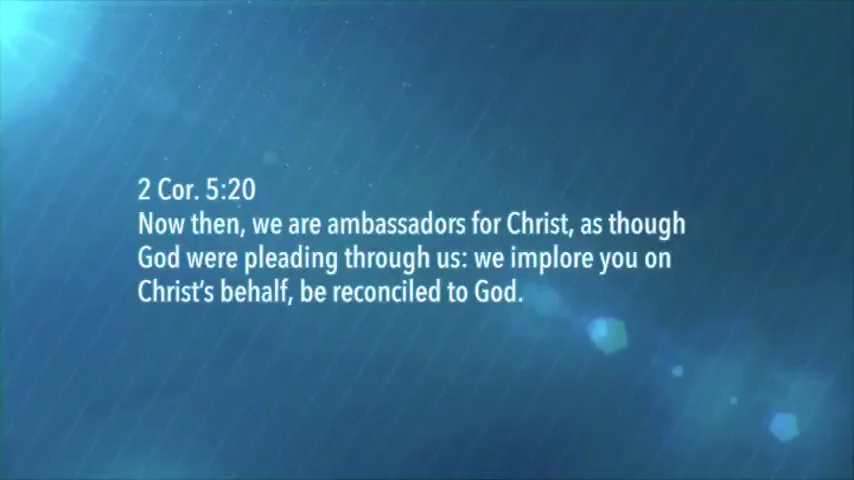 2 Cor. 5:20
Now then, we are ambassadors for Christ, as though
God were pleading through us: we implore you on
Christ’s behalf, be reconciled to God.